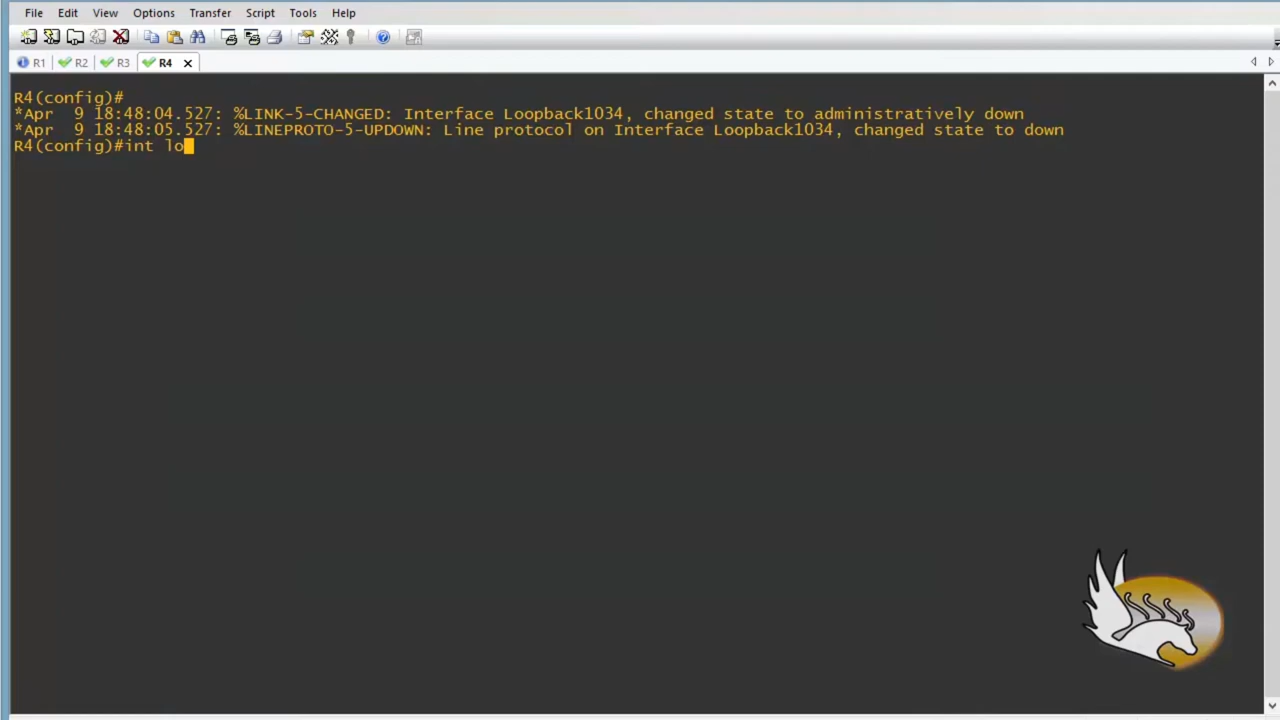 File Edit View Options Transfer Script Tools Help
R1 R2 R3 R4
R4(config)#
*Apr  9 18:48:04.527: %LINK-5-CHANGED: Interface Loopback1034, changed state to administratively down
*Apr  9 18:48:05.527: %LINEPROTO-5-UPDOWN: Line protocol on Interface Loopback1034, changed state to down
R4(config)#int lo